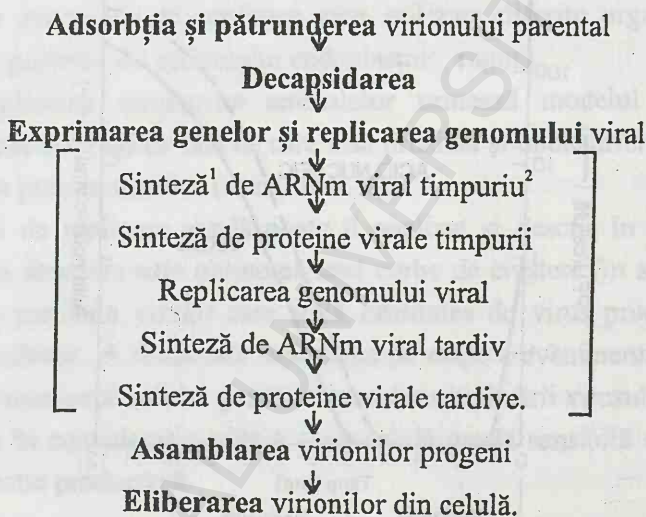 Adsorbția și pătrunderea virionului parental
Decapsidarea
Exprimarea genelor și replicarea genomului viral
Sinteză¹ de ARNm viral timpuriu²
Sinteză de proteine virale timpurii
Replicarea genomului viral
Sinteză de ARNm viral tardiv
Sinteză de proteine virale tardive.
Asamblarea virionilor progeni
Eliberarea virionilor din celulă.